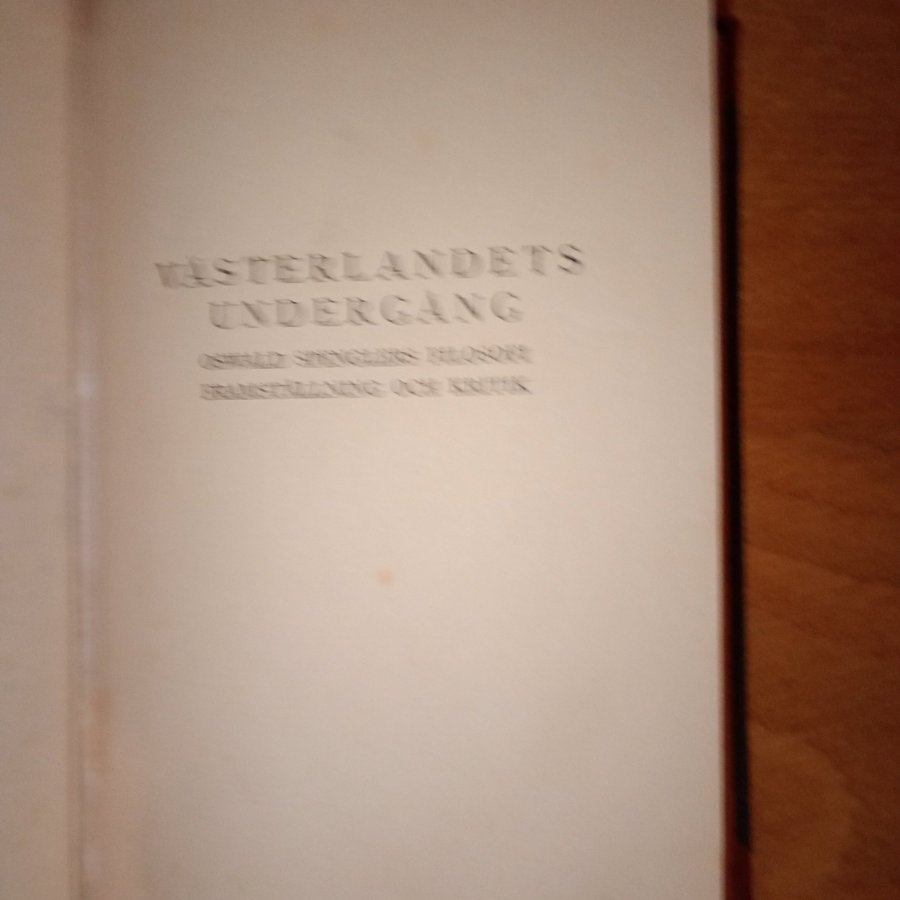 VÄSTERLANDETS
UNDERGÅNG
OSWALD SPENGLERS FILOSOFI
FRAMSTÄLLNING OCH KRITIK